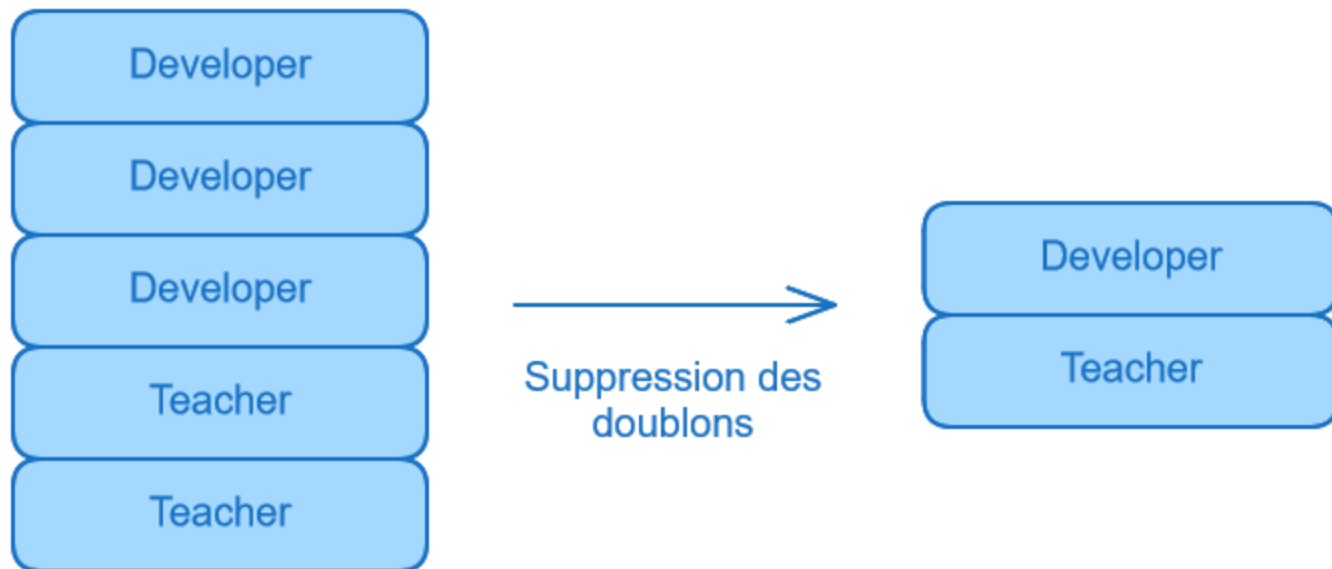 Developer
Developer
Developer
Teacher
Teacher
Suppression des
doublons
Developer
Teacher